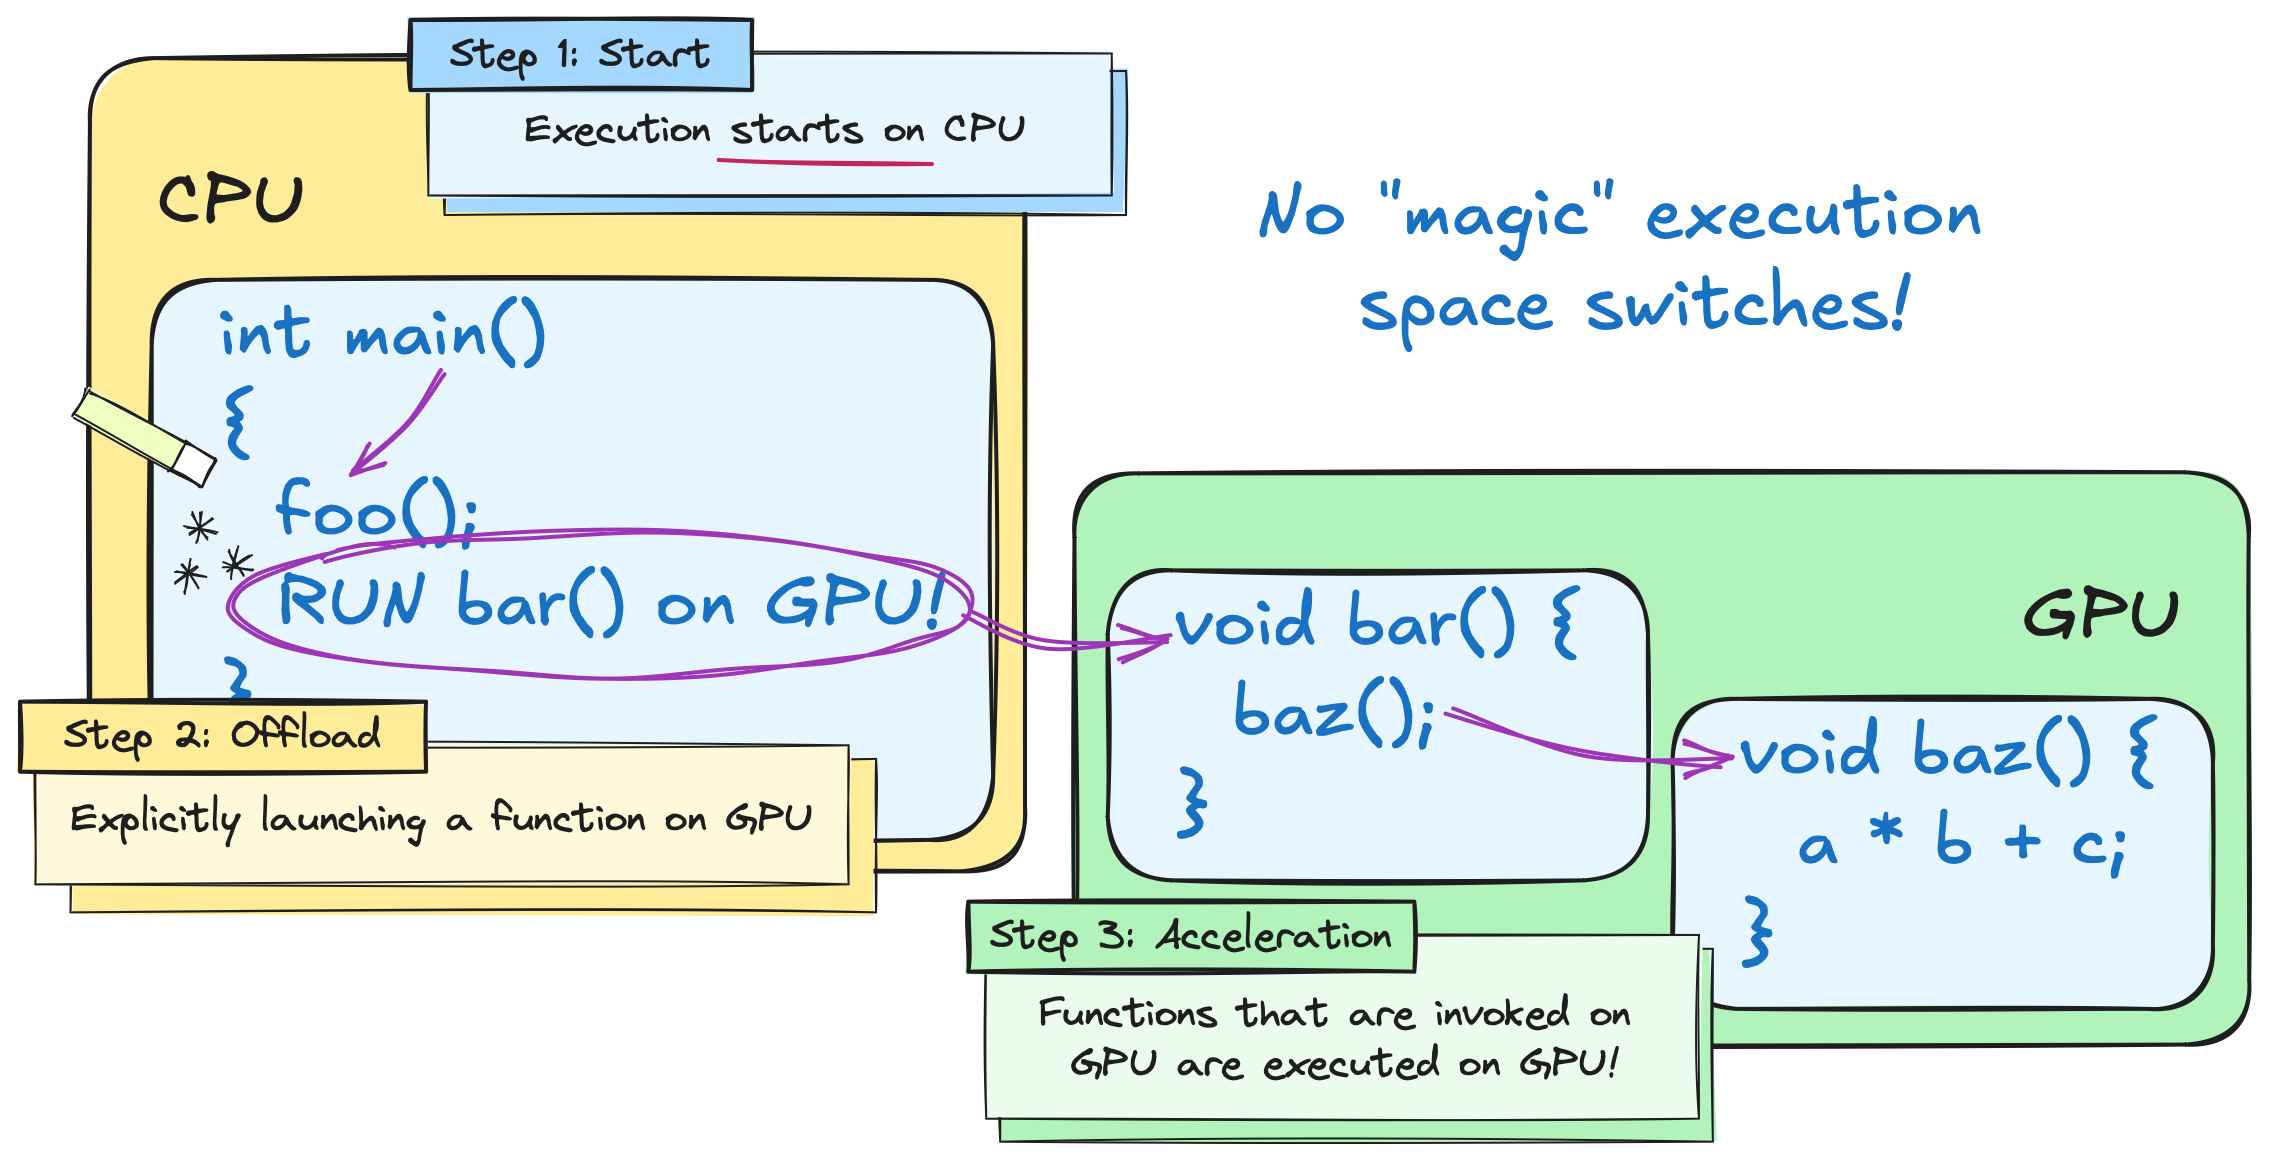 Step 1: Start
Execution starts on CPU
CPU
No "magic" execution
space switches!
int main()
{
foo();
RUN bar() on GPU!
}
Step 2: Offload
Explicitly launching a function on GPU
GPU
void bar() {
baz();
}
void baz() {
a * b + c;
}
Step 3: Acceleration
Functions that are invoked on
GPU are executed on GPU!